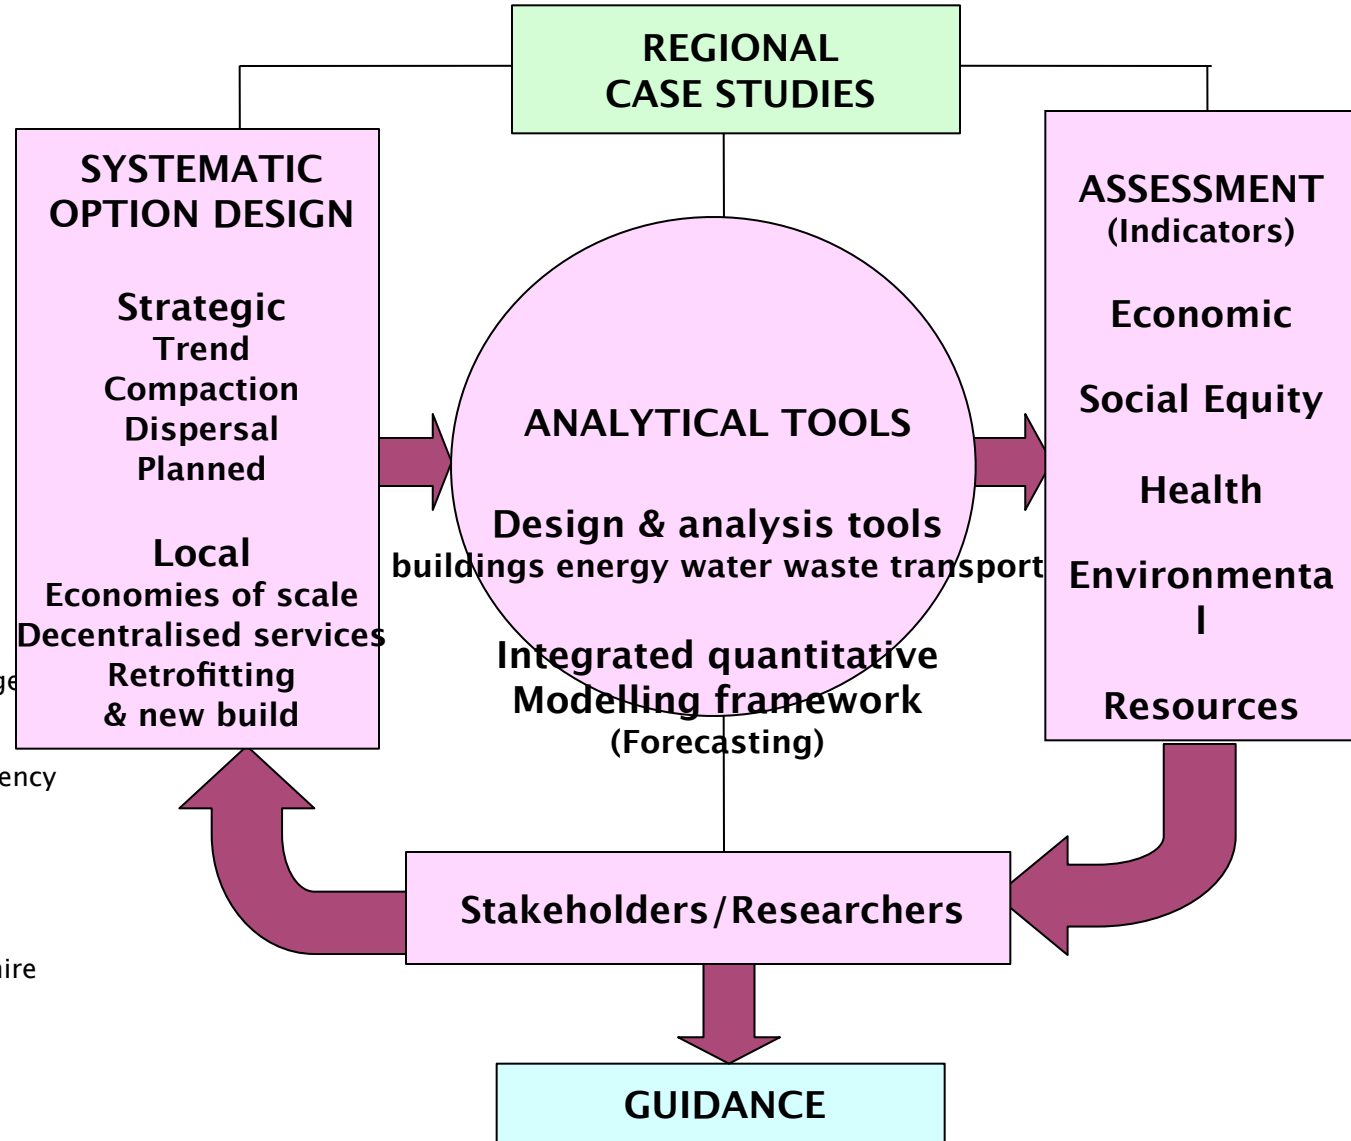 REGIONAL
CASE STUDIES
SYSTEMATIC
OPTION DESIGN
Strategic
Trend
Compaction
Dispersal
Planned
Local
Economies of scale
Decentralised services
Retrofitting
& new build
ANALYTICAL TOOLS
Design & analysis tools
buildings energy water waste transport
Integrated quantitative
Modelling framework
(Forecasting)
ASSESSMENT
(Indicators)
Economic
Social Equity
Health
Environmenta
l
Resources
ge
ency
Stakeholders/Researchers
ire
GUIDANCE